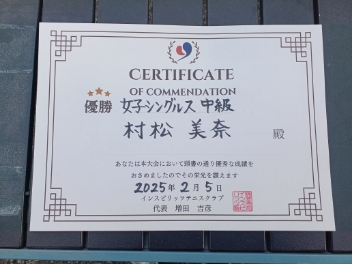 CERTIFICATE
OF COMMENDATION
優勝 女子シングルス 中級
村松 美奈 殿
あなたは本大会において頭書の通り優秀な成績を
おさめましたのでその栄光を讃えます
2025年2月5日
インスピリッツテニスクラブ
代表 増田 吉彦